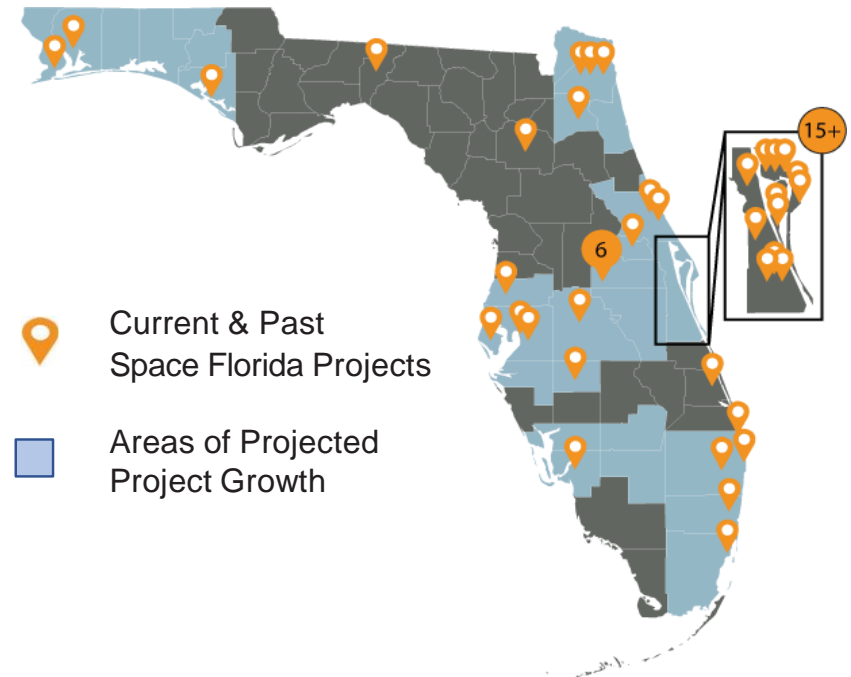 15+
6
Current & Past
Space Florida Projects
Areas of Projected
Project Growth